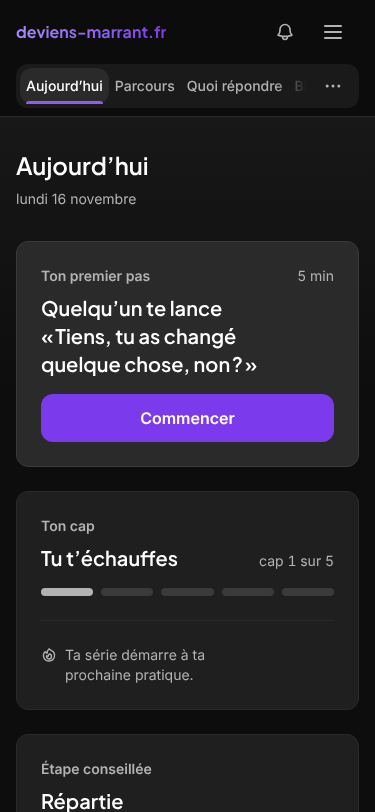 deviens-marrant.fr
Aujourd’hui Parcours Quoi répondre
Aujourd’hui
lundi 16 novembre
Ton premier pas 5 min
Quelqu’un te lance
« Tiens, tu as changé
quelque chose, non ? »
Commencer
Ton cap
Tu t’échauffes cap 1 sur 5
Ta série démarre à ta
prochaine pratique.
Étape conseillée
Répartie